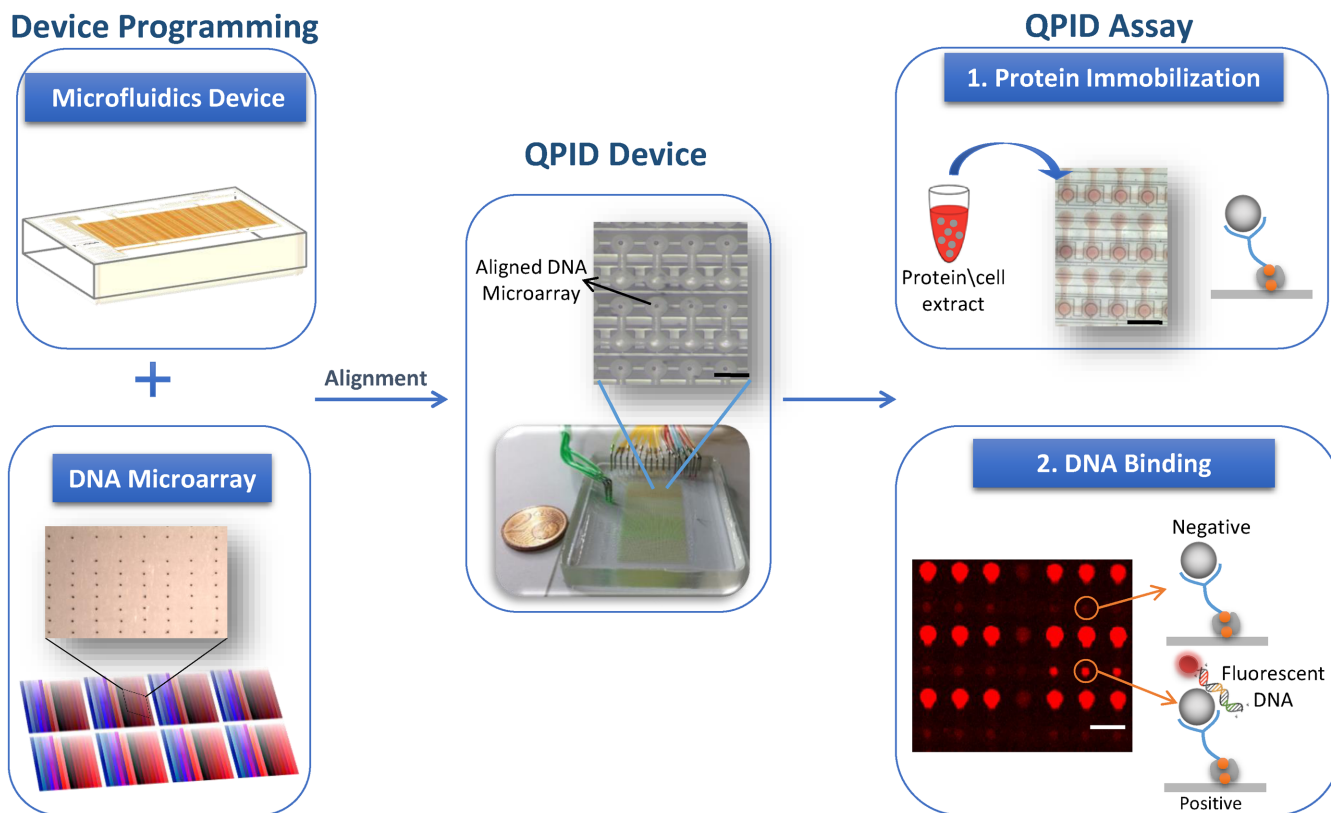 Device Programming
Microfluidics Device
+
DNA Microarray
Alignment
QPID Device
Aligned DNA
Microarray
QPID Assay
1. Protein Immobilization
Protein\cell
extract
2. DNA Binding
Negative
Fluorescent
DNA
Positive